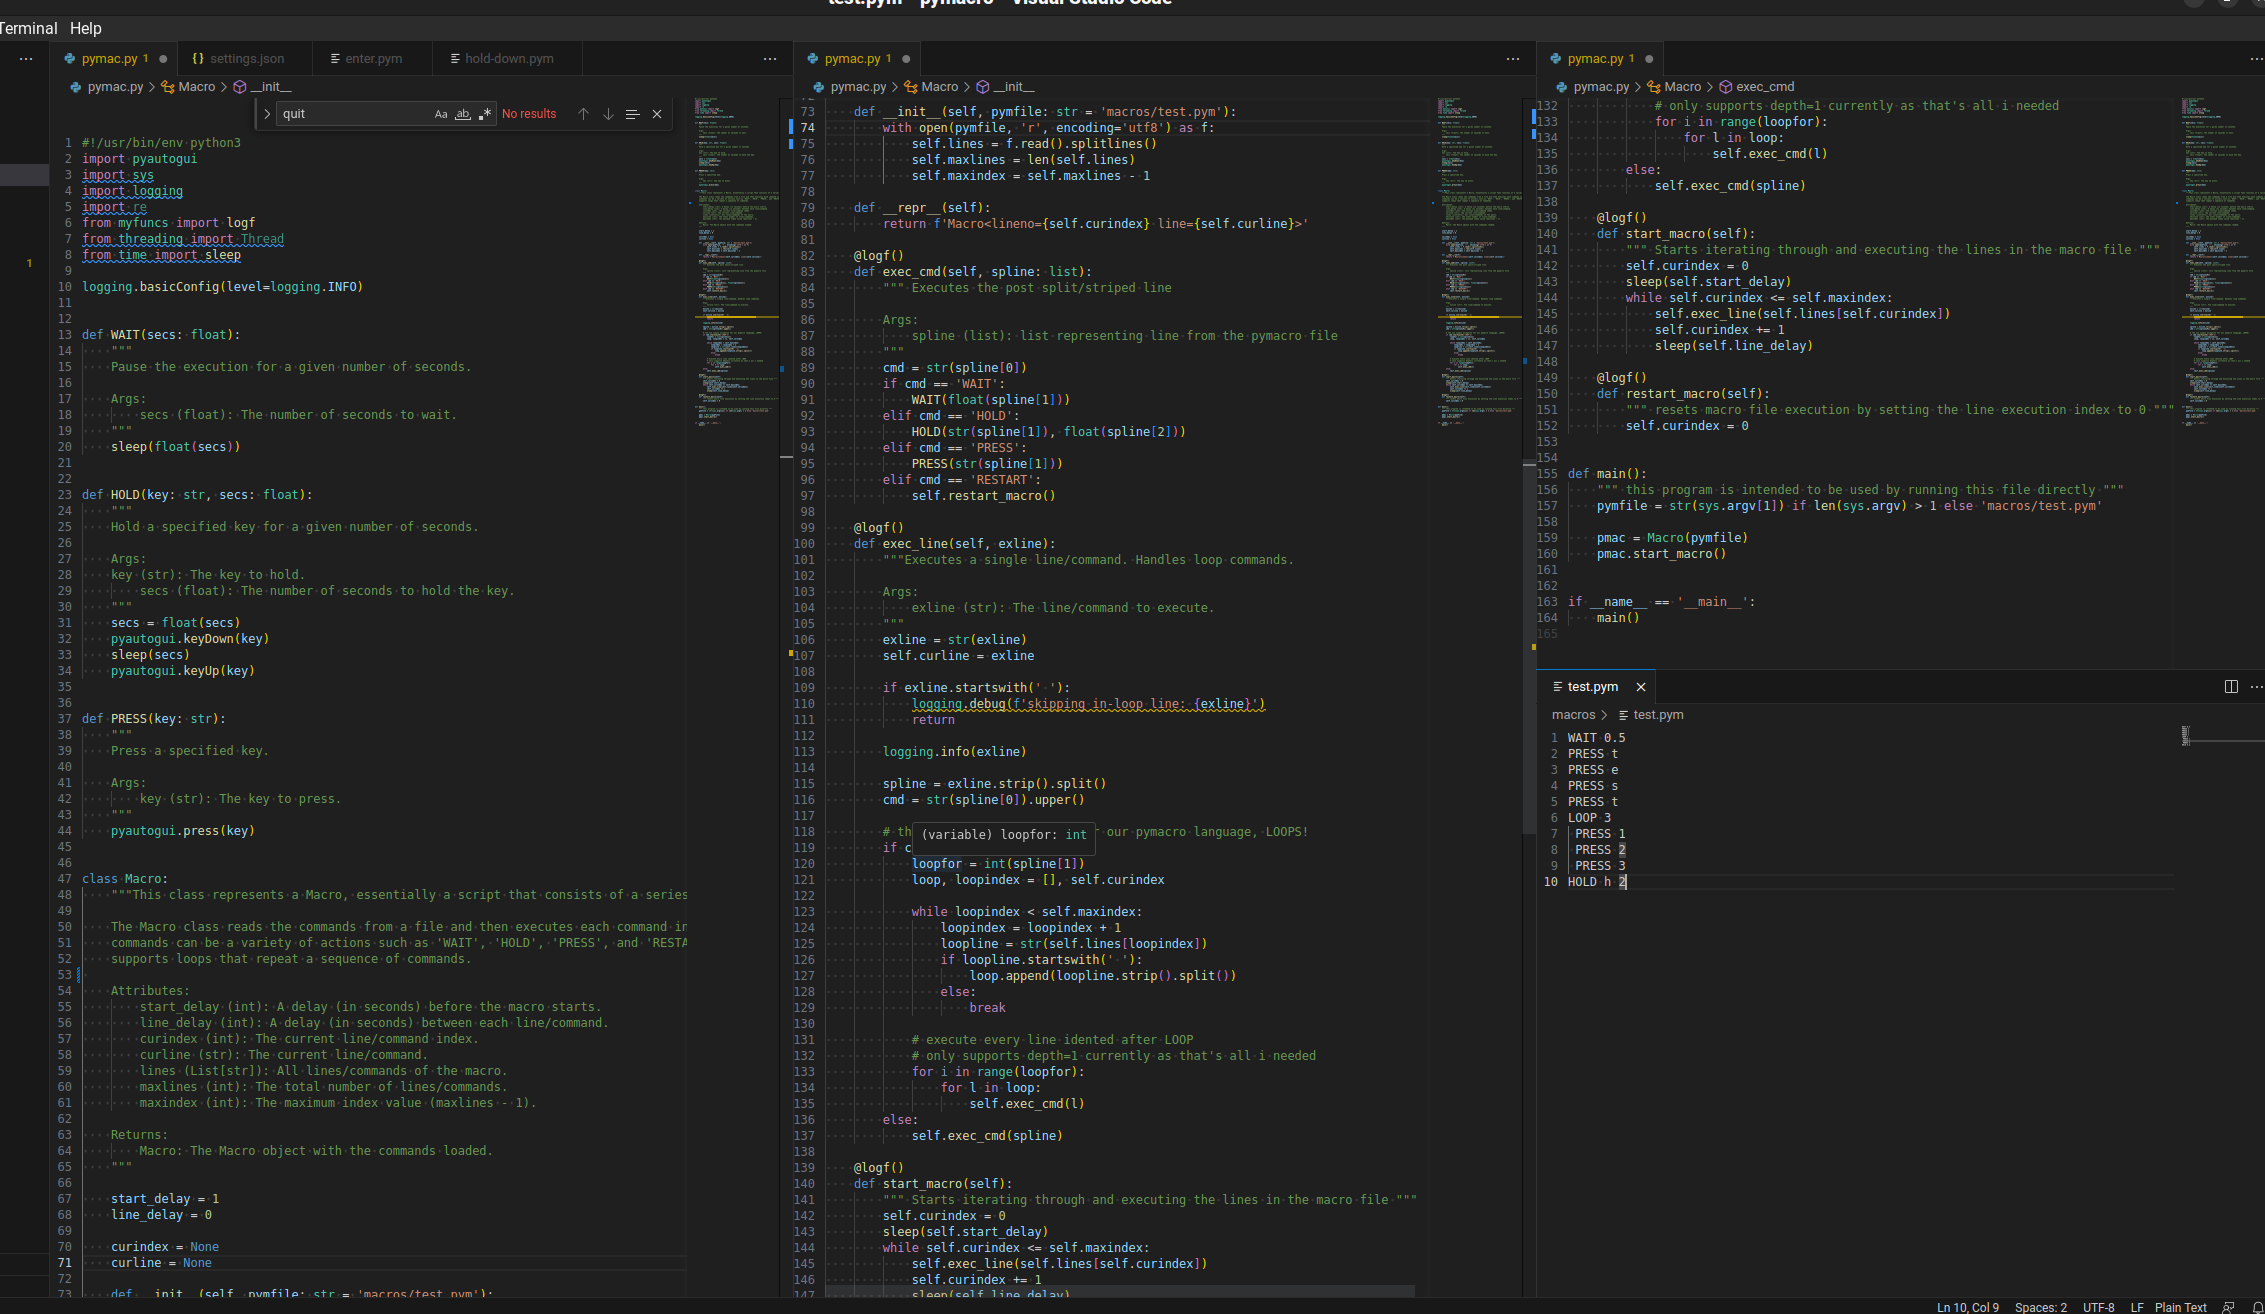 Terminal Help
pymac.py 1
settings.json
enter.pym
hold-down.pym
pymac.py > Macro > __init__
quit
No results
1 #!/usr/bin/env python3
2 import pyautogui
3 import sys
4 import logging
5 import re
6 from myfuncs import logf
7 from threading import Thread
8 from time import sleep
9
10 logging.basicConfig(level=logging.INFO)
11
12
13 def WAIT(secs: float):
14     """
15     Pause the execution for a given number of seconds.
16
17     Args:
18         secs (float): The number of seconds to wait.
19     """
20     sleep(float(secs))
21
22
23 def HOLD(key: str, secs: float):
24     """
25     Hold a specified key for a given number of seconds.
26
27     Args:
28     key (str): The key to hold.
29         secs (float): The number of seconds to hold the key.
30     """
31     secs = float(secs)
32     pyautogui.keyDown(key)
33     sleep(secs)
34     pyautogui.keyUp(key)
35
36
37 def PRESS(key: str):
38     """
39     Press a specified key.
40
41     Args:
42         key (str): The key to press.
43     """
44     pyautogui.press(key)
45
46
47 class Macro:
48     """This class represents a Macro, essentially a script that consists of a series
49
50     The Macro class reads the commands from a file and then executes each command in
51     commands can be a variety of actions such as 'WAIT', 'HOLD', 'PRESS', and 'RESTA
52     supports loops that repeat a sequence of commands.
53
54     Attributes:
55         start_delay (int): A delay (in seconds) before the macro starts.
56         line_delay (int): A delay (in seconds) between each line/command.
57         curindex (int): The current line/command index.
58         curline (str): The current line/command.
59         lines (List[str]): All lines/commands of the macro.
60         maxlines (int): The total number of lines/commands.
61         maxindex (int): The maximum index value (maxlines - 1).
62
63     Returns:
64         Macro: The Macro object with the commands loaded.
65     """
66
67     start_delay = 1
68     line_delay = 0
69
70     curindex = None
71     curline = None
72
73     def __init__(self, pymfile: str = 'macros/test.pym'):
pymac.py 1
pymac.py > Macro > __init__
73     def __init__(self, pymfile: str = 'macros/test.pym'):
74         with open(pymfile, 'r', encoding='utf8') as f:
75             self.lines = f.read().splitlines()
76             self.maxlines = len(self.lines)
77             self.maxindex = self.maxlines - 1
78
79     def __repr__(self):
80         return f'Macro<lineno={self.curindex} line={self.curline}>'
81
82     @logf()
83     def exec_cmd(self, spline: list):
84         """ Executes the post split/striped line
85
86         Args:
87             spline (list): list representing line from the pymacro file
88         """
89         cmd = str(spline[0])
90         if cmd == 'WAIT':
91             WAIT(float(spline[1]))
92         elif cmd == 'HOLD':
93             HOLD(str(spline[1]), float(spline[2]))
94         elif cmd == 'PRESS':
95             PRESS(str(spline[1]))
96         elif cmd == 'RESTART':
97             self.restart_macro()
98
99     @logf()
100     def exec_line(self, exline):
101         """Executes a single line/command. Handles loop commands.
102
103         Args:
104             exline (str): The line/command to execute.
105         """
106         exline = str(exline)
107         self.curline = exline
108
109         if exline.startswith(' '):
110             logging.debug(f'skipping in-loop line: {exline}')
111             return
112
113         logging.info(exline)
114
115         spline = exline.strip().split()
116         cmd = str(spline[0]).upper()
117
118         # th
(variable) loopfor: int
our pymacro language, LOOPS!
119         if c
120             loopfor = int(spline[1])
121             loop, loopindex = [], self.curindex
122
123             while loopindex < self.maxindex:
124                 loopindex = loopindex + 1
125                 loopline = str(self.lines[loopindex])
126                 if loopline.startswith(' '):
127                     loop.append(loopline.strip().split())
128                 else:
129                     break
130
131             # execute every line idented after LOOP
132             # only supports depth=1 currently as that's all i needed
133             for i in range(loopfor):
134                 for l in loop:
135                     self.exec_cmd(l)
136         else:
137             self.exec_cmd(spline)
138
139     @logf()
140     def start_macro(self):
141         """ Starts iterating through and executing the lines in the macro file """
142         self.curindex = 0
143         sleep(self.start_delay)
144         while self.curindex <= self.maxindex:
145             self.exec_line(self.lines[self.curindex])
146             self.curindex += 1
147             sleep(self.line_delay)
pymac.py 1
pymac.py > Macro > exec_cmd
132             # only supports depth=1 currently as that's all i needed
133             for i in range(loopfor):
134                 for l in loop:
135                     self.exec_cmd(l)
136         else:
137             self.exec_cmd(spline)
138
139     @logf()
140     def start_macro(self):
141         """ Starts iterating through and executing the lines in the macro file """
142         self.curindex = 0
143         sleep(self.start_delay)
144         while self.curindex <= self.maxindex:
145             self.exec_line(self.lines[self.curindex])
146             self.curindex += 1
147             sleep(self.line_delay)
148
149     @logf()
150     def restart_macro(self):
151         """ resets macro file execution by setting the line execution index to 0 """
152         self.curindex = 0
153
154
155 def main():
156     """ this program is intended to be used by running this file directly """
157     pymfile = str(sys.argv[1]) if len(sys.argv) > 1 else 'macros/test.pym'
158
159     pmac = Macro(pymfile)
160     pmac.start_macro()
161
162
163 if __name__ == '__main__':
164     main()
165
test.pym
macros > test.pym
1 WAIT 0.5
2 PRESS t
3 PRESS e
4 PRESS s
5 PRESS t
6 LOOP 3
7  PRESS 1
8  PRESS 2
9  PRESS 3
10 HOLD h 2
Ln 10, Col 9 Spaces: 2 UTF-8 LF Plain Text